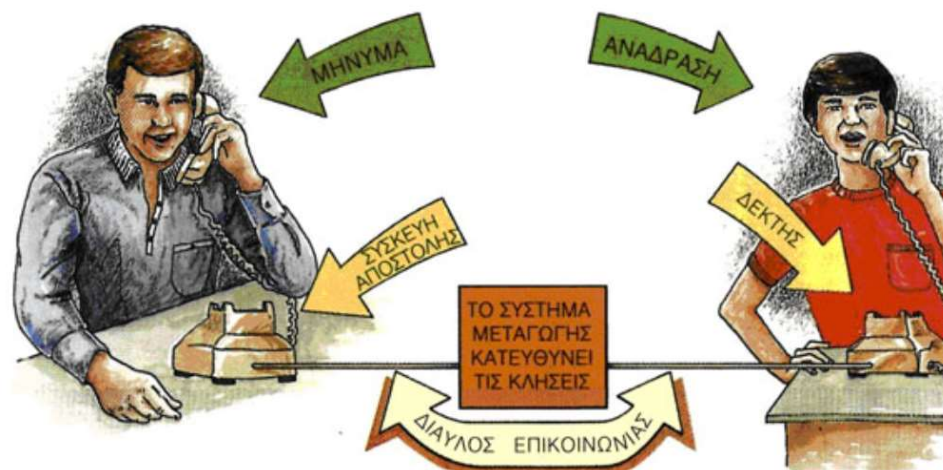 ΜΗΝΥΜΑ
ΑΝΑΔΡΑΣΗ
ΣΥΣΚΕΥΗ
ΑΠΟΣΤΟΛΗΣ
ΔΕΚΤΗΣ
ΤΟ ΣΥΣΤΗΜΑ
ΜΕΤΑΓΩΓΗΣ
ΚΑΤΕΥΘΥΝΕΙ
ΤΙΣ ΚΛΗΣΕΙΣ
ΔΙΑΥΛΟΣ ΕΠΙΚΟΙΝΩΝΙΑΣ